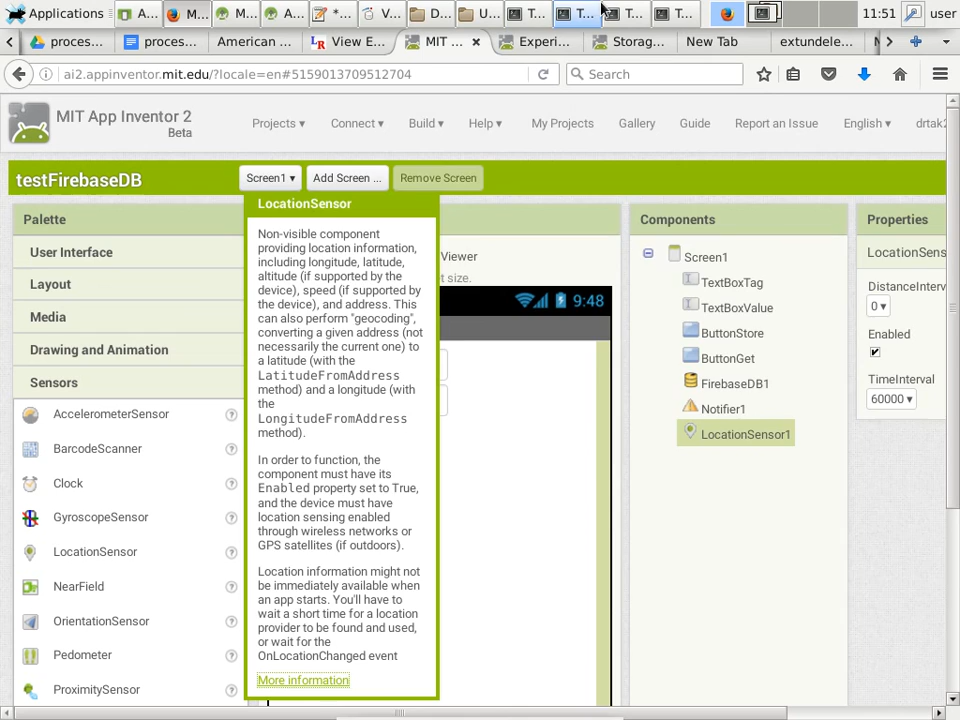 Applications
A...
M...
M...
A...
*...
V...
D...
U...
T...
T...
T...
T...
11:51
user
proces...
proces...
American ...
View E...
MIT ...
Experi...
Storag...
New Tab
extundele...
ai2.appinventor.mit.edu/?locale=en#5159013709512704
Search
MIT App Inventor 2
Beta
Projects ▾
Connect ▾
Build ▾
Help ▾
My Projects
Gallery
Guide
Report an Issue
English ▾
drtak2
testFirebaseDB
Screen1 ▾
Add Screen ...
Remove Screen
Palette
User Interface
Layout
Media
Drawing and Animation
Sensors
AccelerometerSensor
BarcodeScanner
Clock
GyroscopeSensor
LocationSensor
NearField
OrientationSensor
Pedometer
ProximitySensor
LocationSensor
Non-visible component
providing location information,
including longitude, latitude,
altitude (if supported by the
device), speed (if supported by
the device), and address. This
can also perform "geocoding",
converting a given address (not
necessarily the current one) to
a latitude (with the
LatitudeFromAddress
method) and a longitude (with
the
LongitudeFromAddress
method).
In order to function, the
component must have its
Enabled property set to True,
and the device must have
location sensing enabled
through wireless networks or
GPS satellites (if outdoors).
Location information might not
be immediately available when
an app starts. You'll have to
wait a short time for a location
provider to be found and used,
or wait for the
OnLocationChanged event
More information
Viewer
t size.
9:48
Components
Screen1
TextBoxTag
TextBoxValue
ButtonStore
ButtonGet
FirebaseDB1
Notifier1
LocationSensor1
Properties
LocationSens
DistanceInterv
0 ▾
Enabled
TimeInterval
60000 ▾